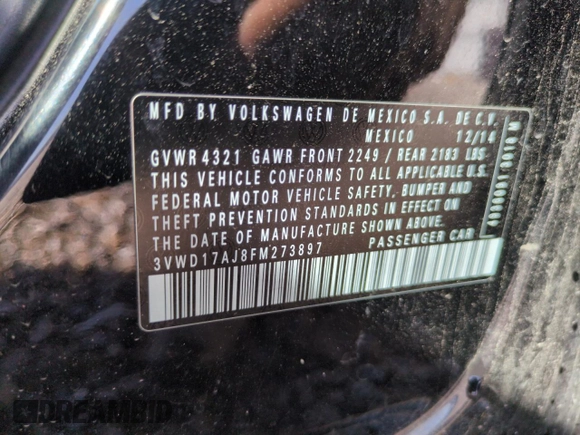 MFD BY VOLKSWAGEN DE MEXICO S.A. DE C.V.
MEXICO 12/14
GVWR 4321 GAWR FRONT 2249 / REAR 2183 LBS
THIS VEHICLE CONFORMS TO ALL APPLICABLE U.S.
FEDERAL MOTOR VEHICLE SAFETY, BUMPER AND
THEFT PREVENTION STANDARDS IN EFFECT ON
THE DATE OF MANUFACTURE SHOWN ABOVE.
3VWD17AJ8FM273897 PASSENGER CAR
DREAMBID